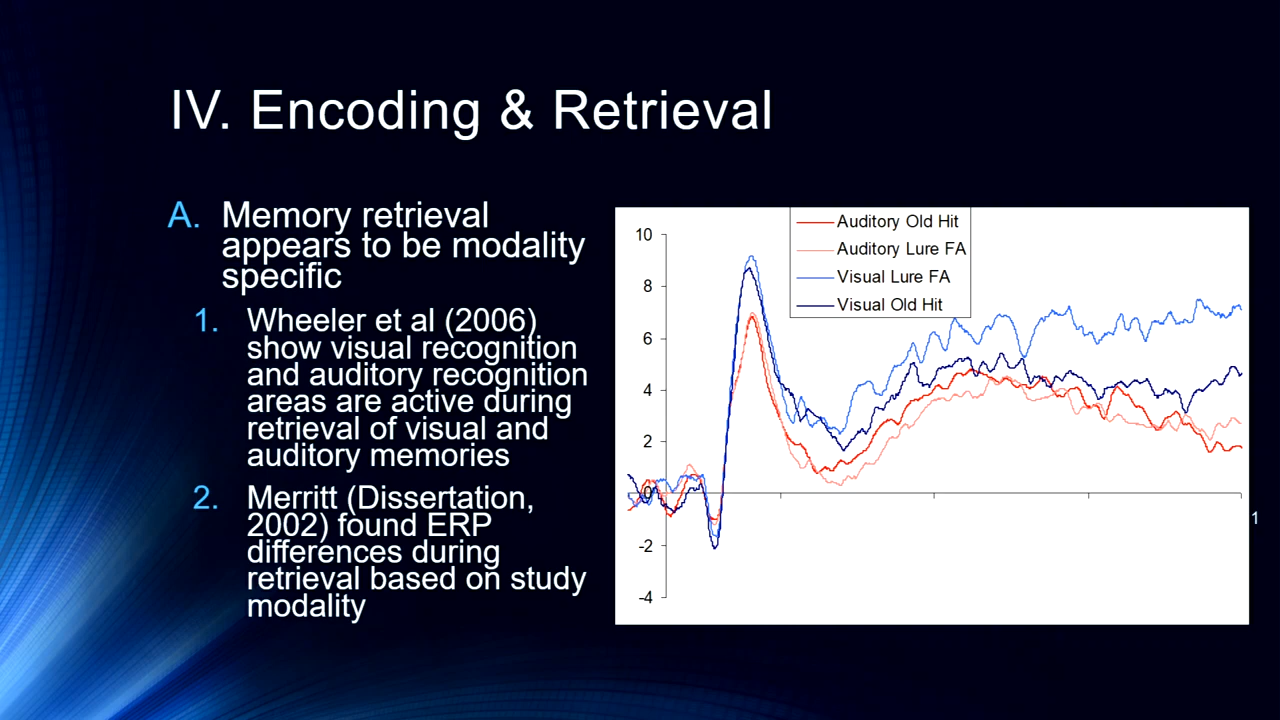 IV. Encoding & Retrieval
A. Memory retrieval
appears to be modality
specific
1. Wheeler et al (2006)
show visual recognition
and auditory recognition
areas are active during
retrieval of visual and
auditory memories
2. Merritt (Dissertation,
2002) found ERP
differences during
retrieval based on study
modality
Auditory Old Hit
Auditory Lure FA
Visual Lure FA
Visual Old Hit
10
8
6
4
2
0
-2
-4
1